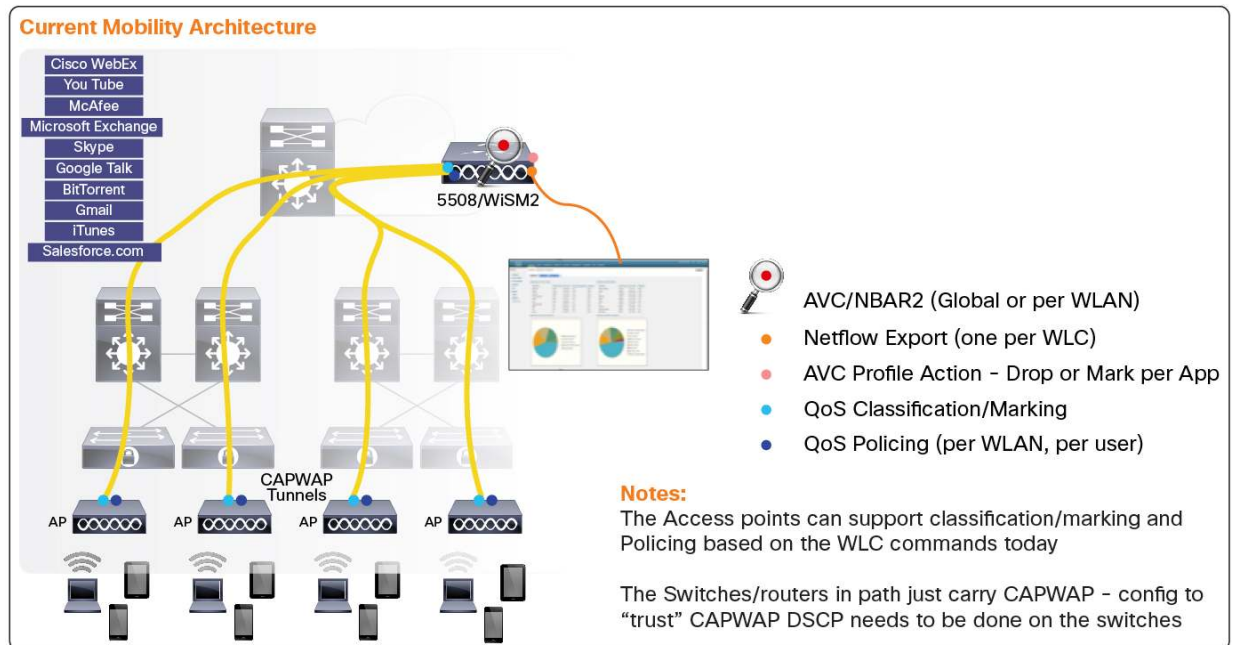 Current Mobility Architecture
Cisco WebEx
You Tube
McAfee
Microsoft Exchange
Skype
Google Talk
BitTorrent
Gmail
iTunes
Salesforce.com
5508/WiSM2
AVC/NBAR2 (Global or per WLAN)
Netflow Export (one per WLC)
AVC Profile Action - Drop or Mark per App
QoS Classification/Marking
QoS Policing (per WLAN, per user)
CAPWAP
Tunnels
AP
AP
AP
AP
Notes:
The Access points can support classification/marking and
Policing based on the WLC commands today
The Switches/routers in path just carry CAPWAP - config to
“trust” CAPWAP DSCP needs to be done on the switches